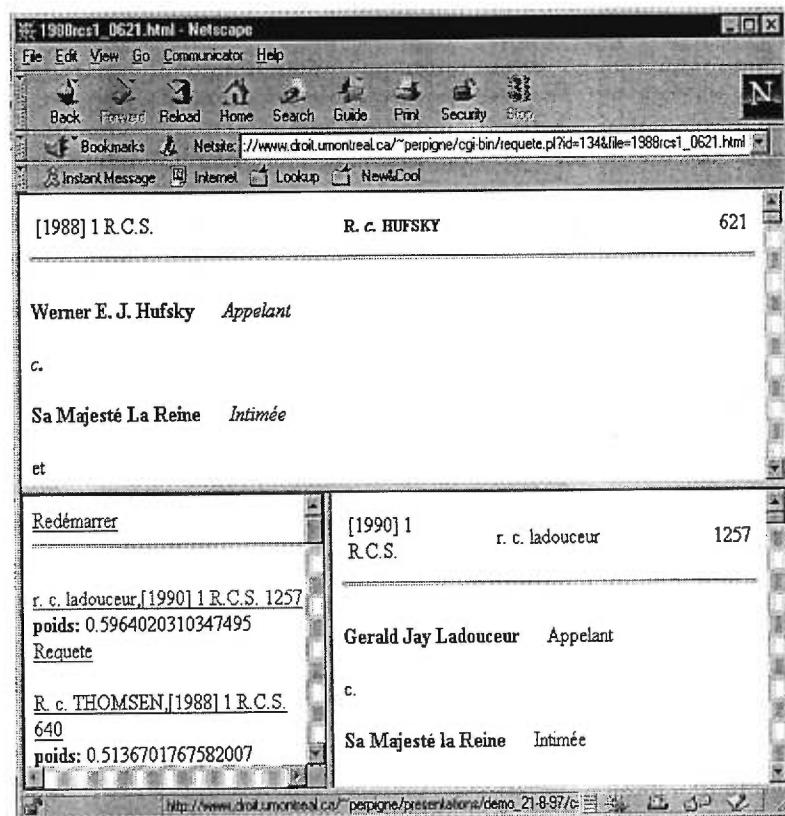 1988rcs1_0621.html - Netscape
File Edit View Go Communicator Help
N
Back Forward Reload Home Search Guide Print Security Stop
Bookmarks Netsite: ://www.droit.umontreal.ca/~perpigne/cgi-bin/requete.pl?id=134&file=1988rcs1_0621.html
Instant Message Internet Lookup New&Cool
[1988] 1 R.C.S. R. c. HUFSKY 621
Werner E. J. Hufsky Appelant
c.
Sa Majesté La Reine Intimée
et
Redémarrer
r. c. ladouceur,[1990] 1 R.C.S. 1257
poids: 0.5964020310347495
Requete
R. c. THOMSEN,[1988] 1 R.C.S.
640
poids: 0.5136701767582007
[1990] 1
R.C.S. r. c. ladouceur 1257
Gerald Jay Ladouceur Appelant
c.
Sa Majesté la Reine Intimée
http://www.droit.umontreal.ca/~perpigne/presentations/demo_21-8-97/c